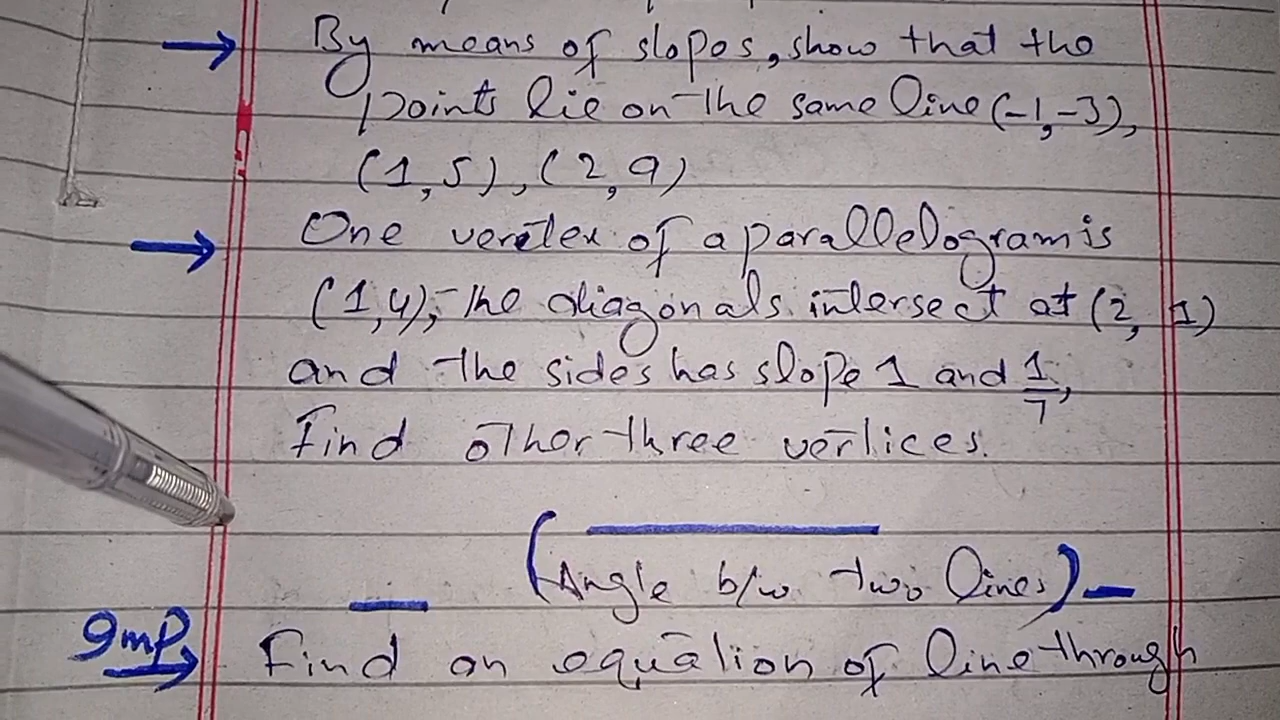 By means of slopes, show that the
points lie on the same line (-1,-3),
(1,5), (2,9)
One vertex of a parallelogram is
(1,4), the diagonals intersect at (2, 1)
and the sides has slope 1 and 1/7,
Find other three vertices.
(Angle b/w two lines)
Imp Find an equation of line through